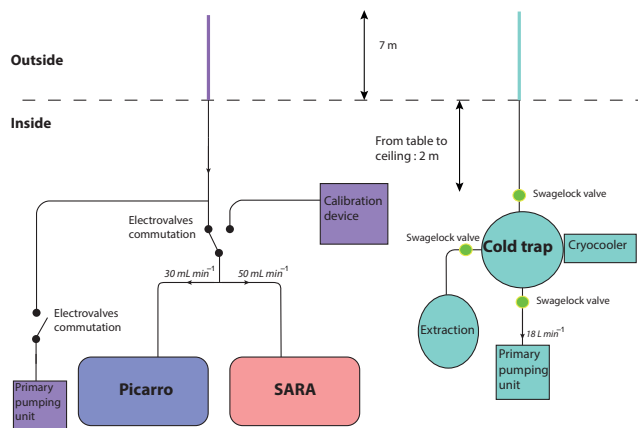 7 m
Outside
Inside
From table to
ceiling : 2 m
Swagelock valve
Calibration
device
Electrovalves
commutation
Swagelock valve
Cold trap
Cryocooler
30 mL min⁻¹
50 mL min⁻¹
Swagelock valve
Electrovalves
commutation
Extraction
18 L min⁻¹
Primary
pumping
unit
Picarro
SARA
Primary
pumping
unit